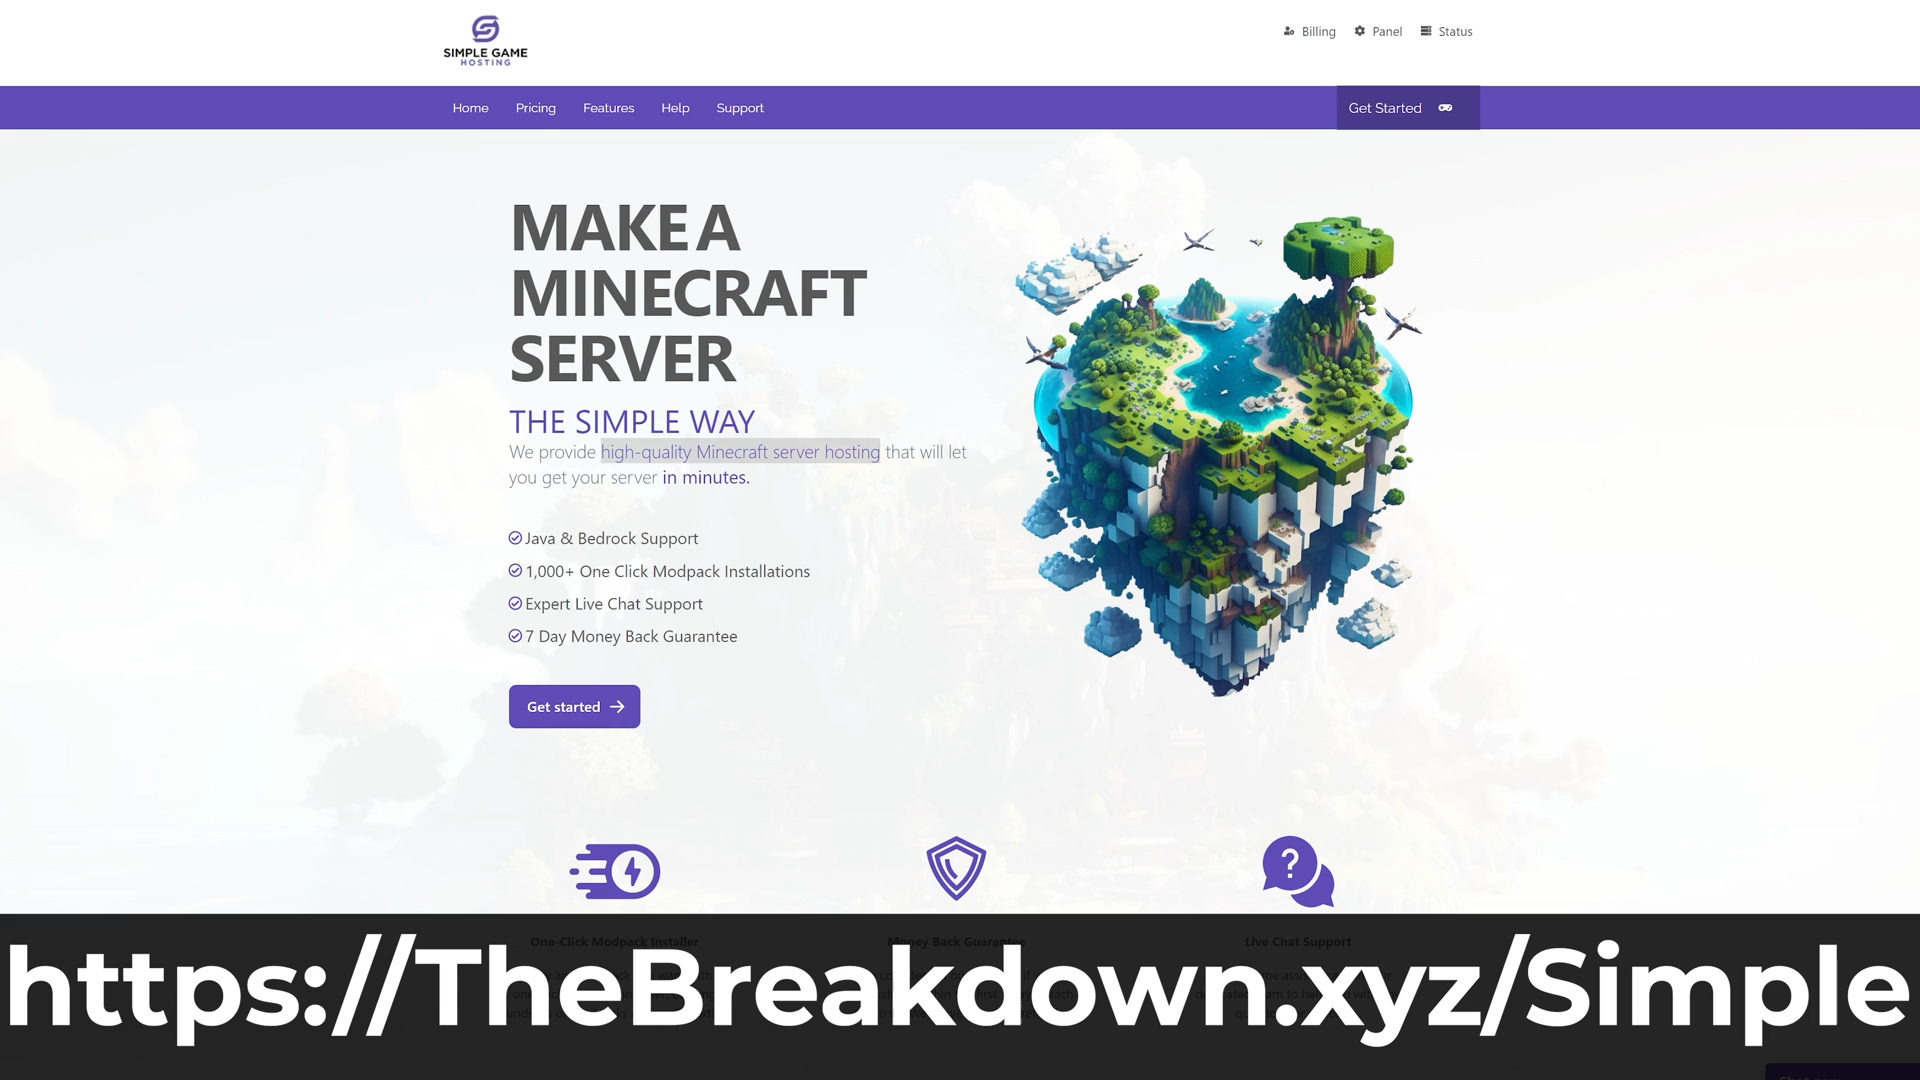 SIMPLE GAME
HOSTING
Billing Panel Status
Home Pricing Features Help Support Get Started
MAKE A
MINECRAFT
SERVER
THE SIMPLE WAY
We provide high-quality Minecraft server hosting that will let
you get your server in minutes.
Java & Bedrock Support
1,000+ One Click Modpack Installations
Expert Live Chat Support
7 Day Money Back Guarantee
Get started
One-Click Modpack Installer Money Back Guarantee Live Chat Support
https://TheBreakdown.xyz/Simple